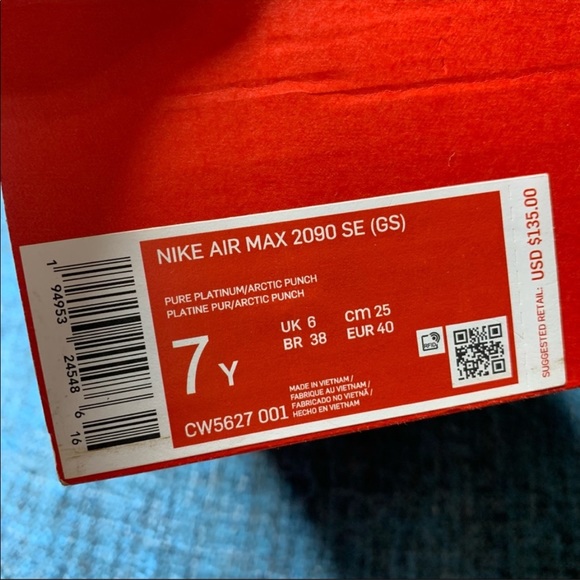 NIKE AIR MAX 2090 SE (GS)
PURE PLATINUM/ARCTIC PUNCH
PLATINE PUR/ARCTIC PUNCH
7 Y
UK 6 cm 25
BR 38 EUR 40
CW5627 001
MADE IN VIETNAM /
FABRIQUE AU VIETNAM /
FABRICADO NO VIETNÃ /
HECHO EN VIETNAM
SUGGESTED RETAIL: USD $135.00
1 94953 24548 6 16